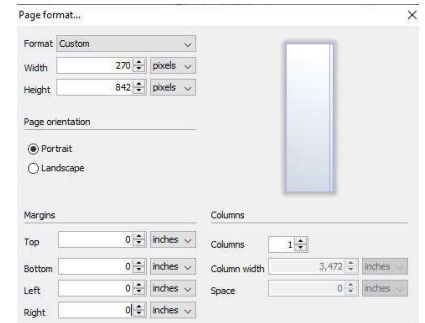 Page format...
Format Custom
Width 270 pixels
Height 842 pixels
Page orientation
Portrait
Landscape
Margins
Top 0 inches
Bottom 0 inches
Left 0 inches
Right 0 inches
Columns
Columns 1
Column width 3,472 inches
Space 0 inches